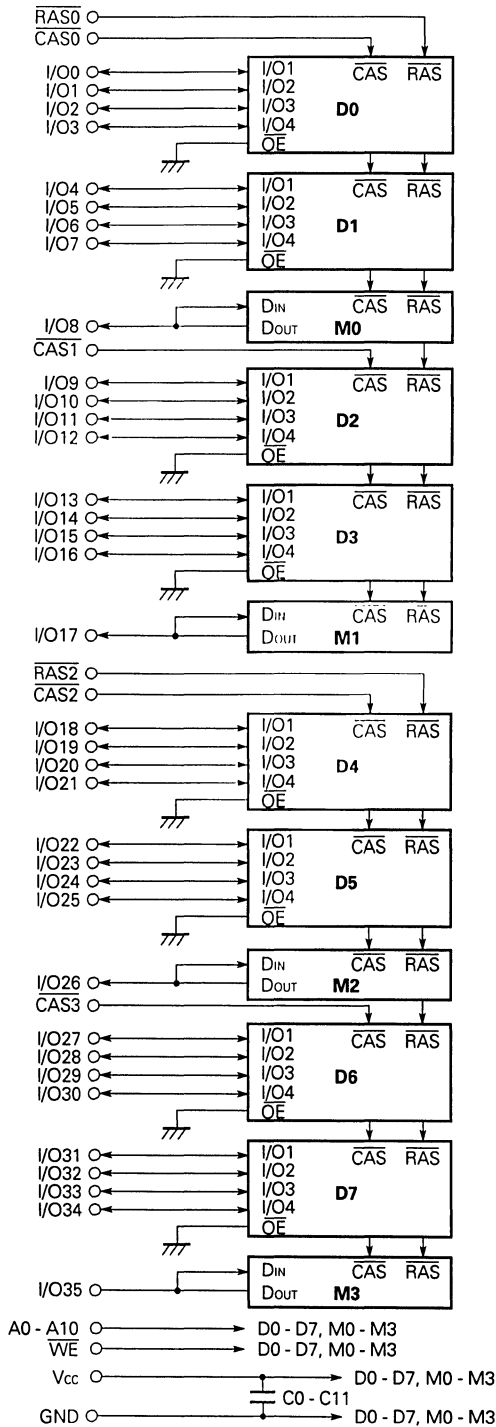 RAS0
CAS0
I/O0 I/O1 CAS RAS
I/O1 I/O2
I/O2 I/O3 D0
I/O3 I/O4
OE
I/O4 I/O1 CAS RAS
I/O5 I/O2
I/O6 I/O3 D1
I/O7 I/O4
OE
DIN CAS RAS
I/O8 DOUT M0
CAS1
I/O9 I/O1 CAS RAS
I/O10 I/O2
I/O11 I/O3 D2
I/O12 I/O4
OE
I/O13 I/O1 CAS RAS
I/O14 I/O2
I/O15 I/O3 D3
I/O16 I/O4
OE
DIN CAS RAS
I/O17 DOUT M1
RAS2
CAS2
I/O18 I/O1 CAS RAS
I/O19 I/O2
I/O20 I/O3 D4
I/O21 I/O4
OE
I/O22 I/O1 CAS RAS
I/O23 I/O2
I/O24 I/O3 D5
I/O25 I/O4
OE
DIN CAS RAS
I/O26 DOUT M2
CAS3
I/O27 I/O1 CAS RAS
I/O28 I/O2
I/O29 I/O3 D6
I/O30 I/O4
OE
I/O31 I/O1 CAS RAS
I/O32 I/O2
I/O33 I/O3 D7
I/O34 I/O4
OE
DIN CAS RAS
I/O35 DOUT M3
A0 - A10 D0 - D7, M0 - M3
WE D0 - D7, M0 - M3
Vcc D0 - D7, M0 - M3
C0 - C11
GND D0 - D7, M0 - M3